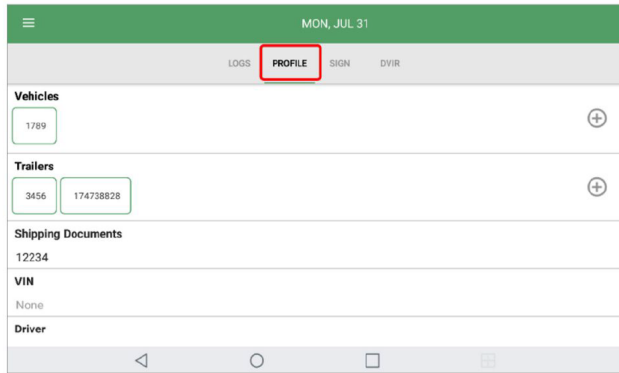 MON, JUL 31
LOGS PROFILE SIGN DVIR
Vehicles
1789
Trailers
3456 174738828
Shipping Documents
12234
VIN
None
Driver